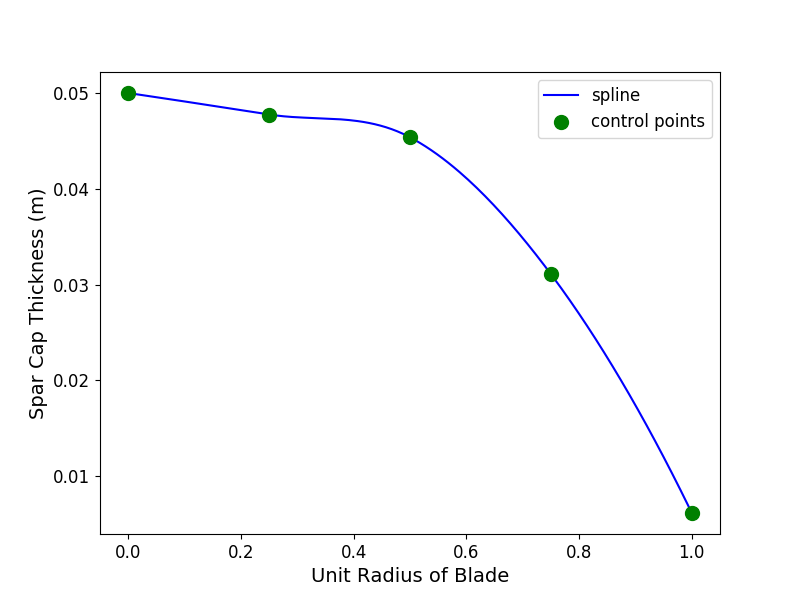 spline
control points
0.05
0.04
0.03
0.02
0.01
Spar Cap Thickness (m)
0.0 0.2 0.4 0.6 0.8 1.0
Unit Radius of Blade